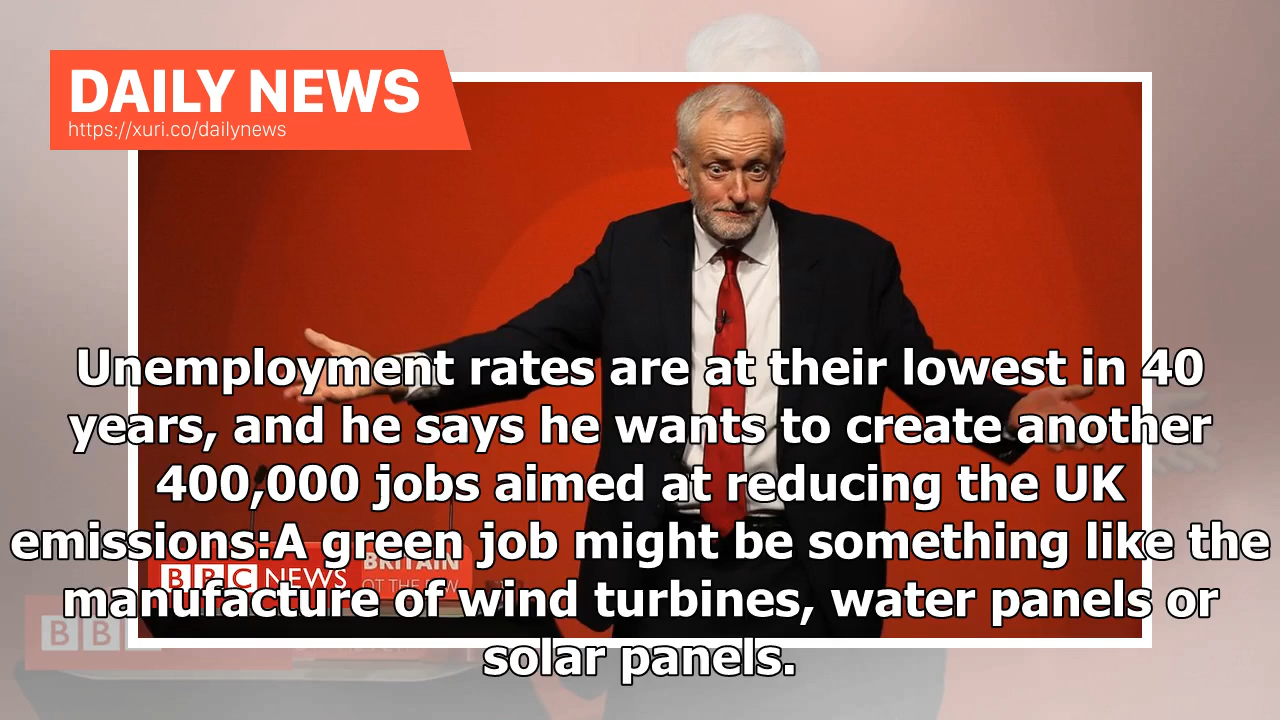 DAILY NEWS
https://xuri.co/dailynews
Unemployment rates are at their lowest in 40
years, and he says he wants to create another
400,000 jobs aimed at reducing the UK
emissions:A green job might be something like the
manufacture of wind turbines, water panels or
solar panels.
BBC NEWS
BRITAIN
BB